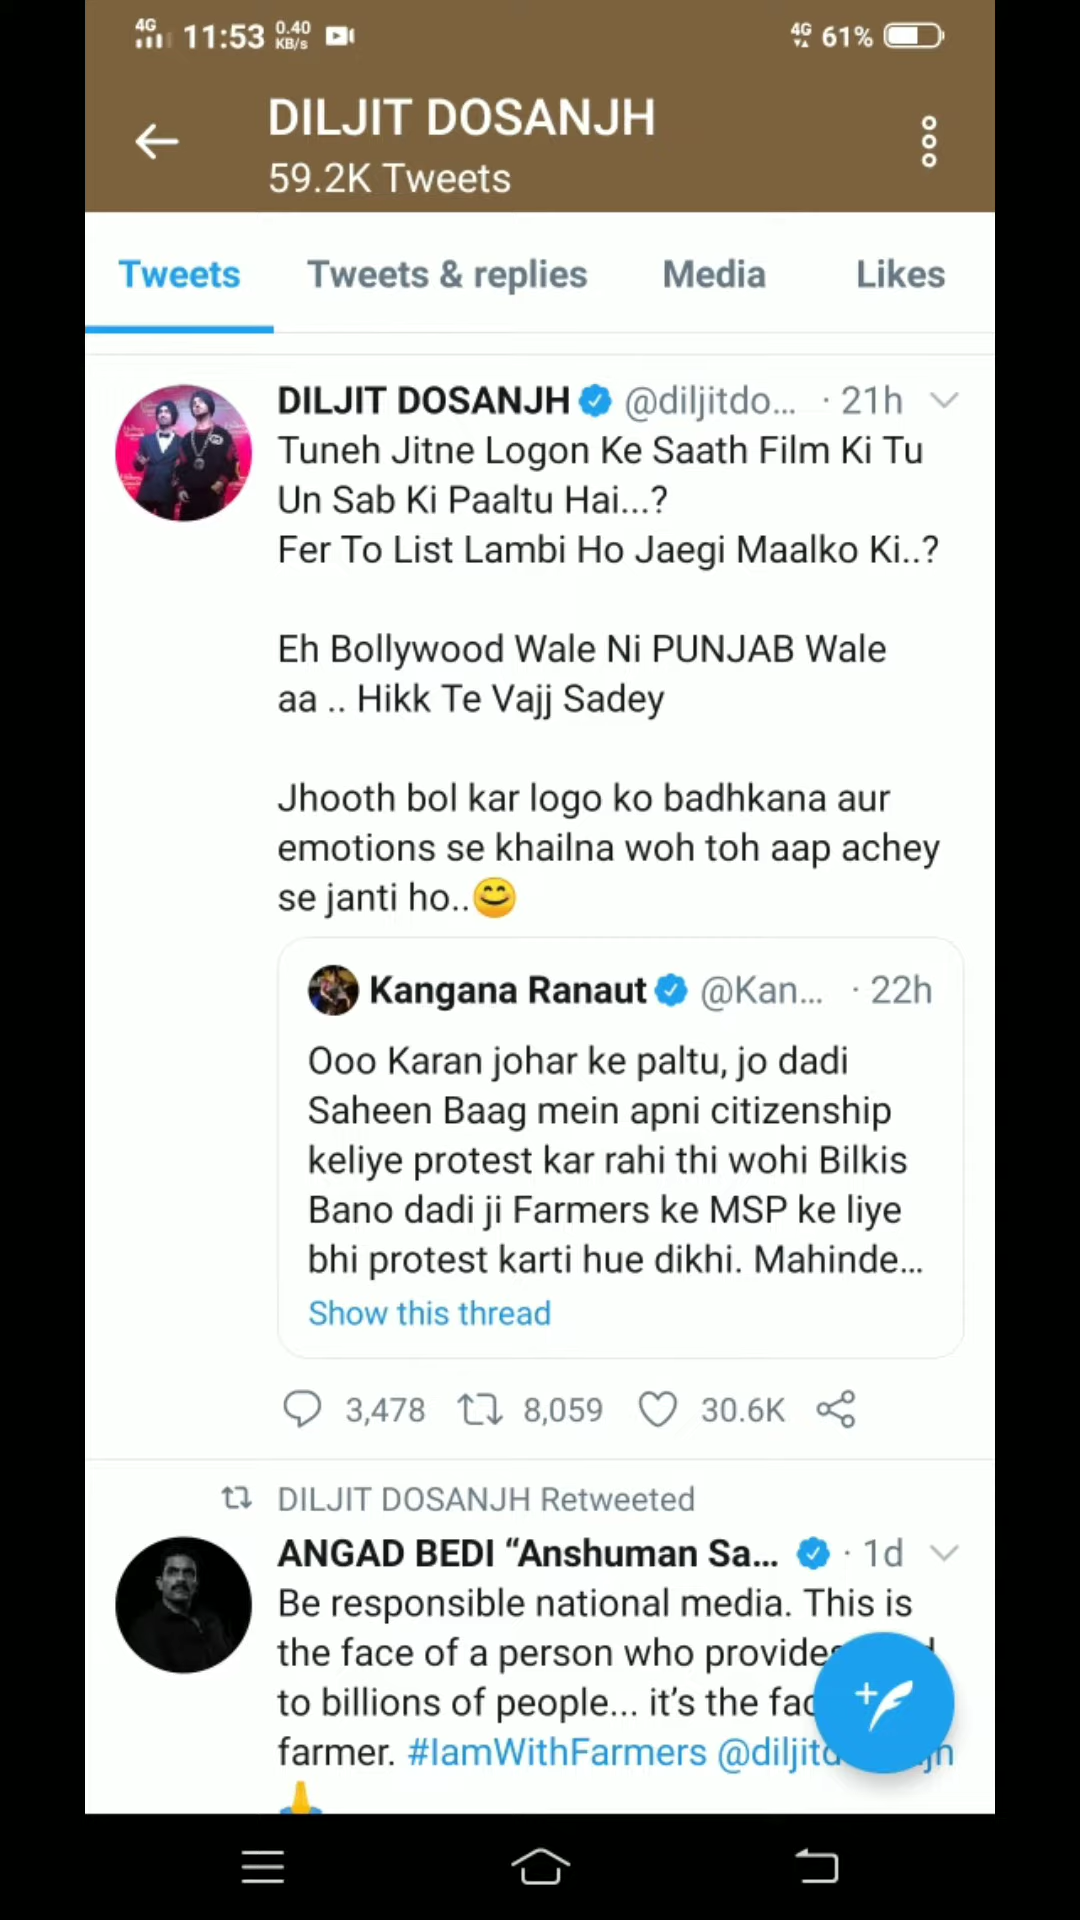 4G 11:53 0.40 KB/s 4G 61%
DILJIT DOSANJH
59.2K Tweets
Tweets Tweets & replies Media Likes
DILJIT DOSANJH @diljitdo... · 21h
Tuneh Jitne Logon Ke Saath Film Ki Tu
Un Sab Ki Paaltu Hai...?
Fer To List Lambi Ho Jaegi Maalko Ki..?
Eh Bollywood Wale Ni PUNJAB Wale
aa .. Hikk Te Vajj Sadey
Jhooth bol kar logo ko badhkana aur
emotions se khailna woh toh aap achey
se janti ho..😊
Kangana Ranaut @Kan... · 22h
Ooo Karan johar ke paltu, jo dadi
Saheen Baag mein apni citizenship
keliye protest kar rahi thi wohi Bilkis
Bano dadi ji Farmers ke MSP ke liye
bhi protest karti hue dikhi. Mahinde...
Show this thread
3,478 8,059 30.6K
DILJIT DOSANJH Retweeted
ANGAD BEDI “Anshuman Sa... · 1d
Be responsible national media. This is
the face of a person who provides
to billions of people... it’s the
farmer. #IamWithFarmers
🙏